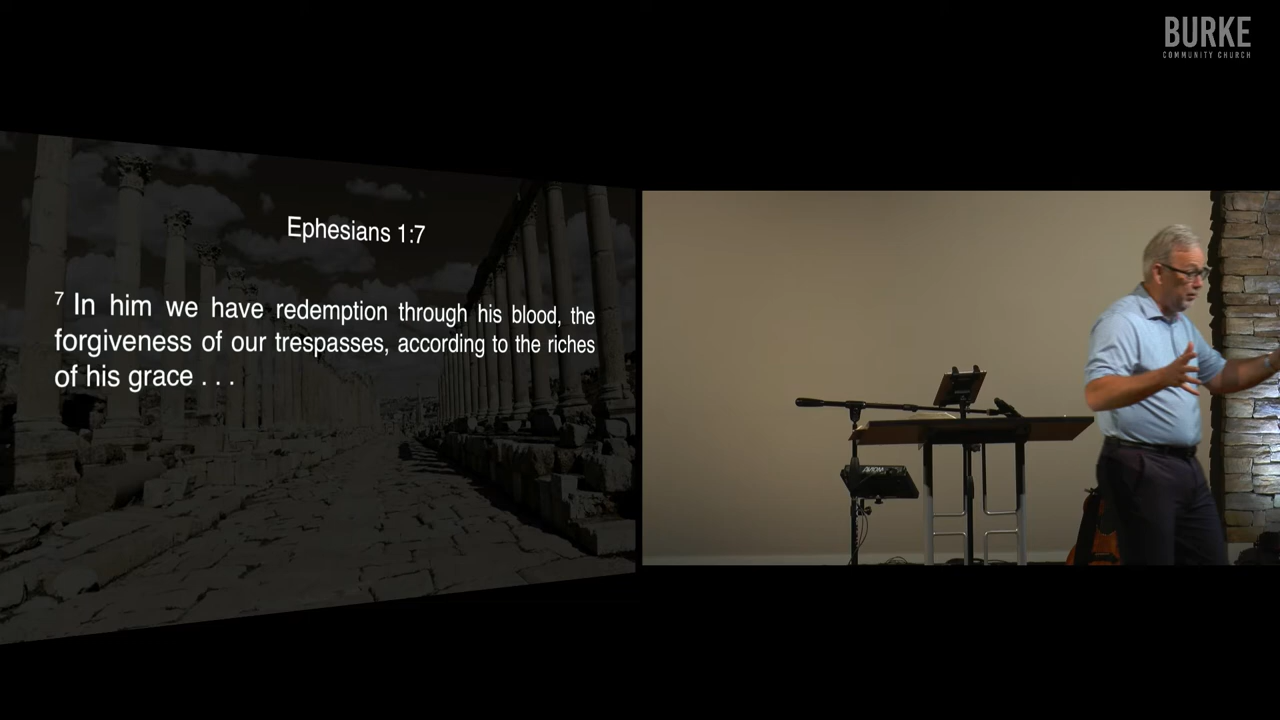 BURKE
COMMUNITY CHURCH
Ephesians 1:7
7 In him we have redemption through his blood, the
forgiveness of our trespasses, according to the riches
of his grace . . .
AVIOM